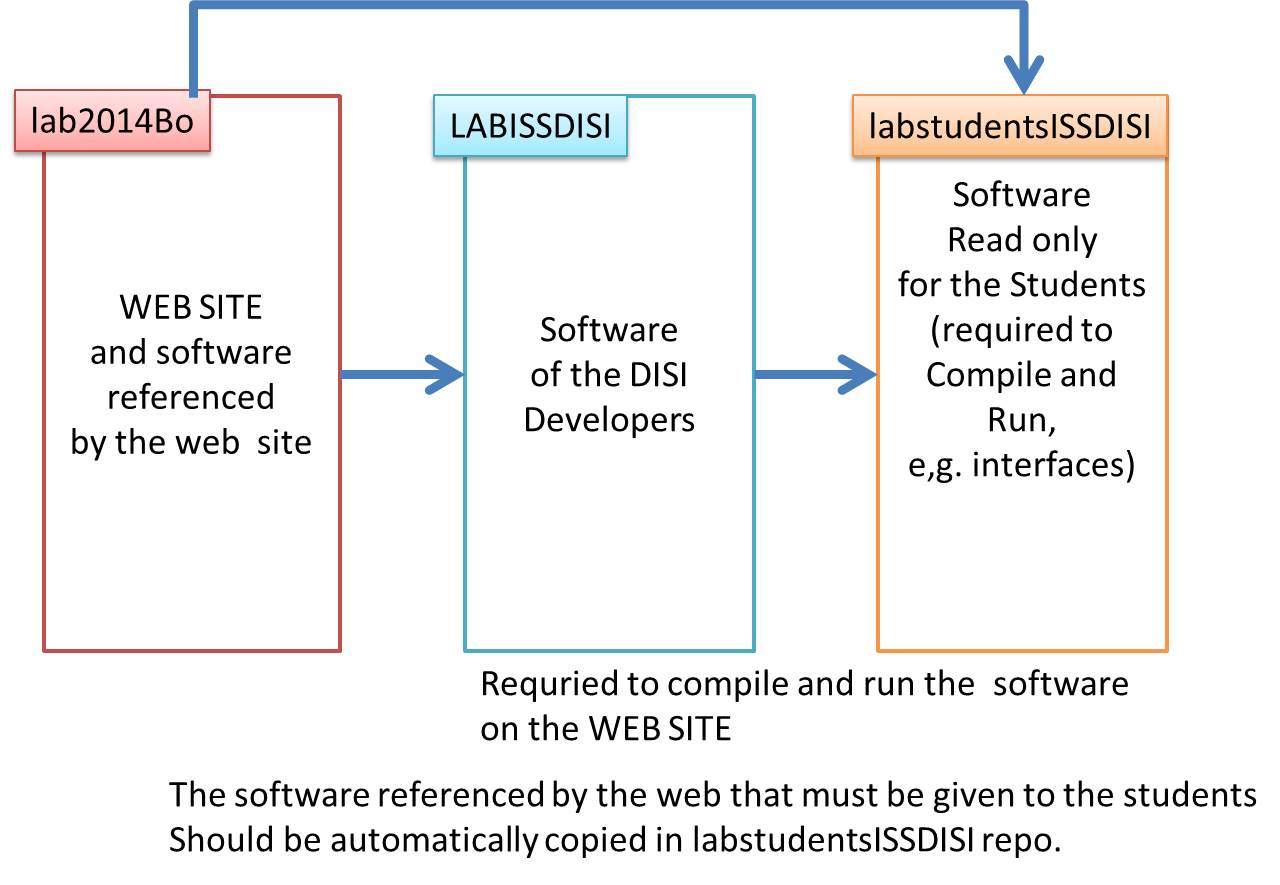 lab2014Bo
WEB SITE
and software
referenced
by the web  site
LABISSDISI
Software
of the DISI
Developers
labstudentsISSDISI
Software
Read only
for the Students
(required to
Compile and
Run,
e,g. interfaces)
Requried to compile and run the  software
on the WEB SITE
The software referenced by the web that must be given to the students
Should be automatically copied in labstudentsISSDISI repo.